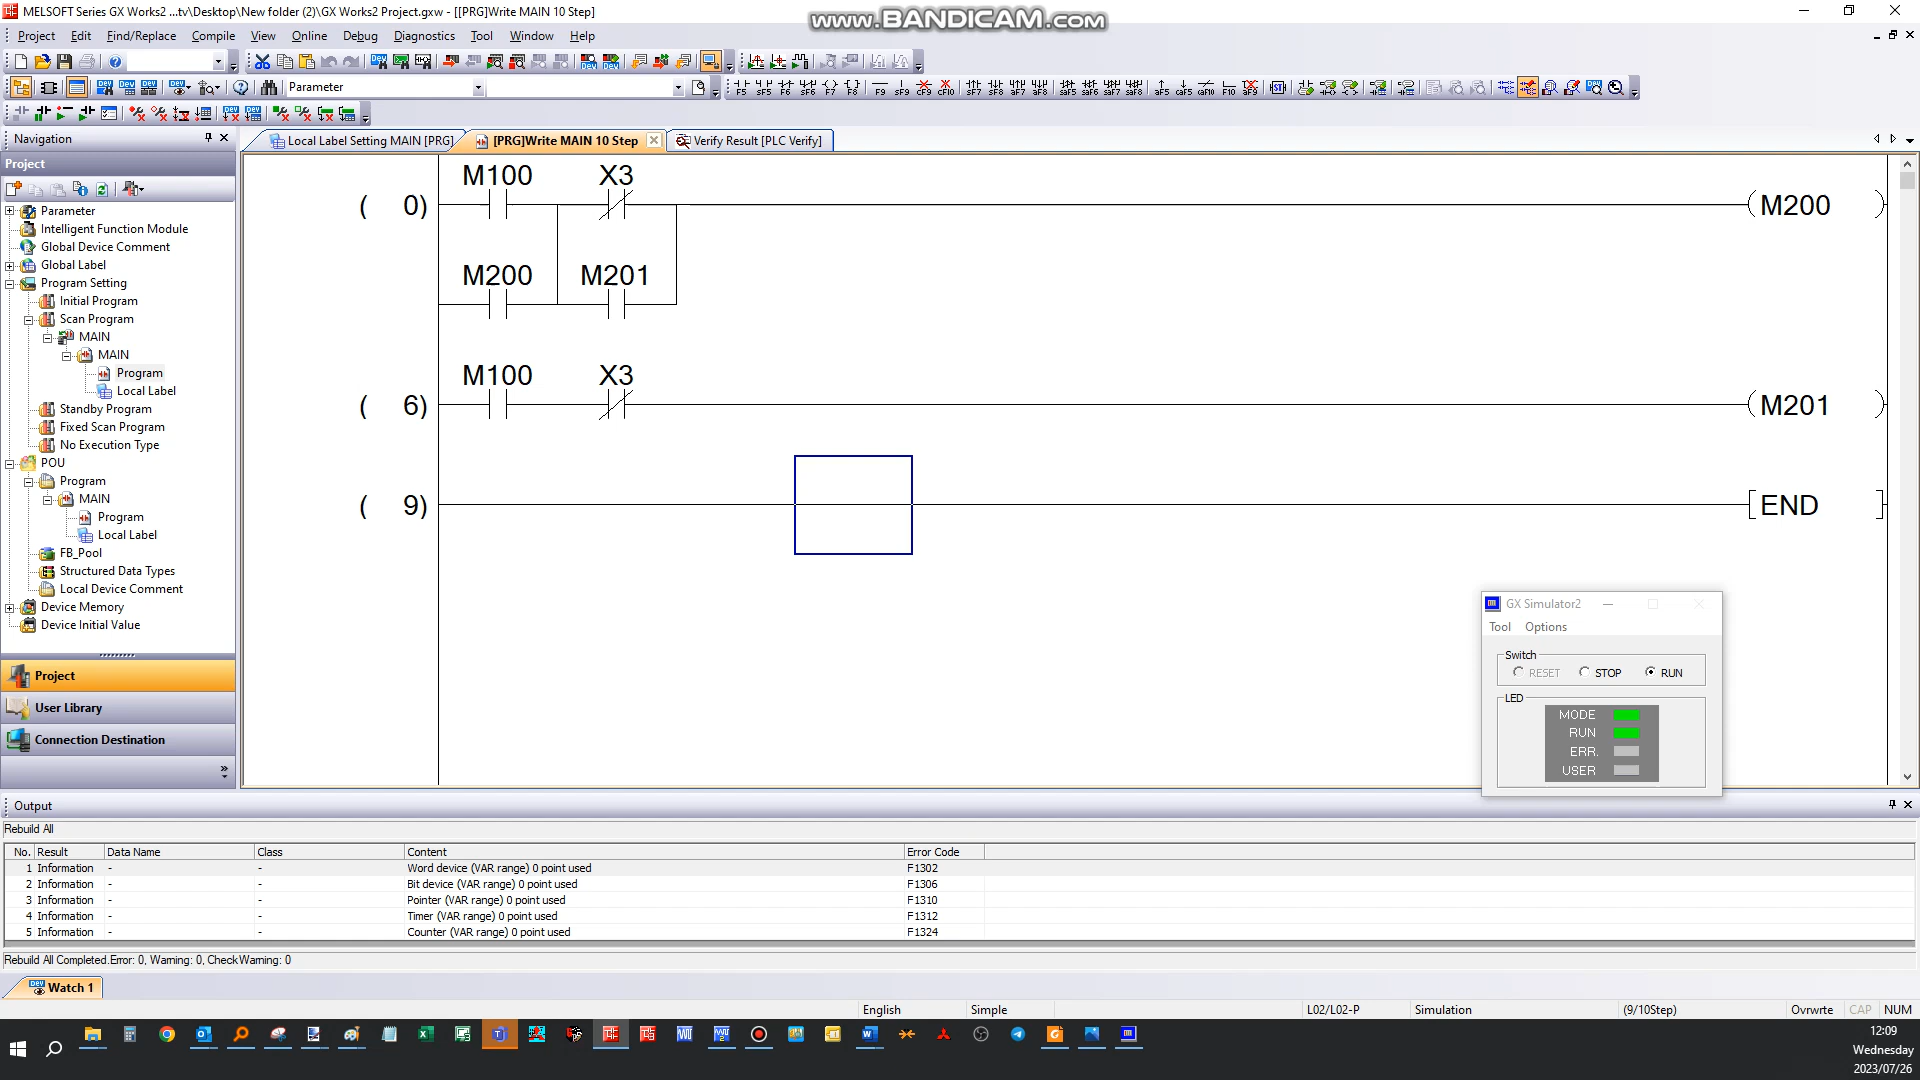 MELSOFT Series GX Works2 ...tv\Desktop\New folder (2)\GX Works2 Project.gxw - [[PRG]Write MAIN 10 Step]
www.BANDICAM.com
Project Edit Find/Replace Compile View Online Debug Diagnostics Tool Window Help
Parameter
Navigation
Local Label Setting MAIN [PRG]
[PRG]Write MAIN 10 Step
Verify Result [PLC Verify]
Project
Parameter
Intelligent Function Module
Global Device Comment
Global Label
Program Setting
Initial Program
Scan Program
MAIN
MAIN
Program
Local Label
Standby Program
Fixed Scan Program
No Execution Type
POU
Program
MAIN
Program
Local Label
FB_Pool
Structured Data Types
Local Device Comment
Device Memory
Device Initial Value
Project
User Library
Connection Destination
M100 X3
( 0) (M200 )
M200 M201
M100 X3
( 6) (M201 )
( 9) [END ]
GX Simulator2
Tool Options
Switch
RESET STOP RUN
LED
MODE
RUN
ERR.
USER
Output
Rebuild All
No. Result Data Name Class Content Error Code
1 Information - - Word device (VAR range) 0 point used F1302
2 Information - - Bit device (VAR range) 0 point used F1306
3 Information - - Pointer (VAR range) 0 point used F1310
4 Information - - Timer (VAR range) 0 point used F1312
5 Information - - Counter (VAR range) 0 point used F1324
Rebuild All Completed.Error: 0, Warning: 0, CheckWarning: 0
Watch 1
English Simple L02/L02-P Simulation (9/10Step) Ovrwrte CAP NUM
12:09
Wednesday
2023/07/26